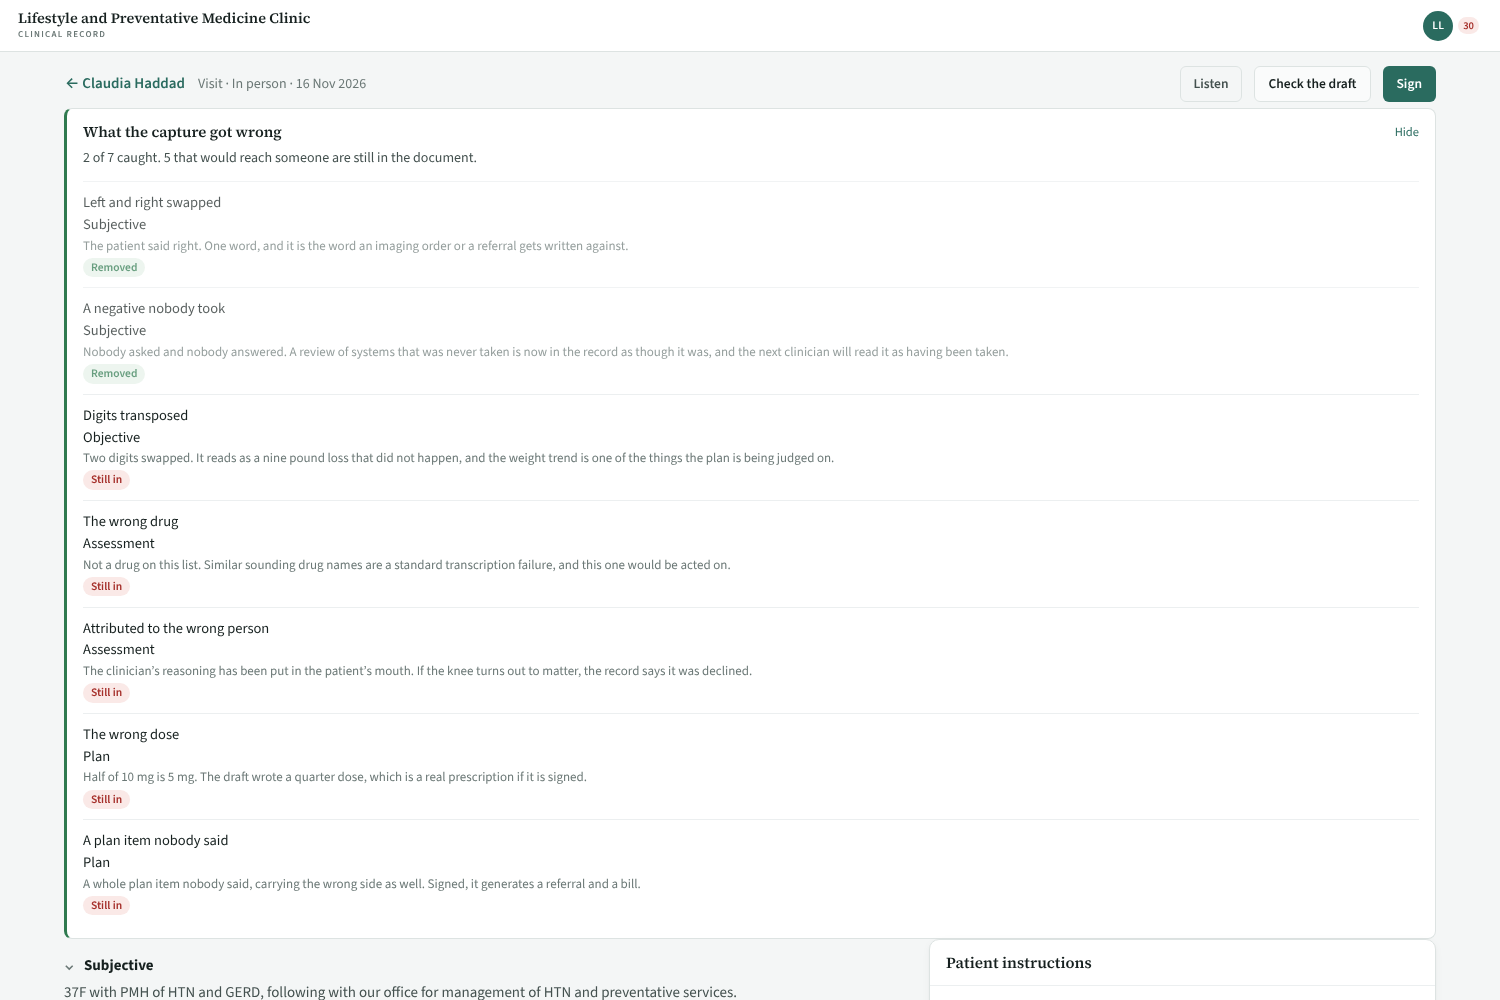 Lifestyle and Preventative Medicine Clinic
CLINICAL RECORD
LL
30
← Claudia Haddad
Visit · In person · 16 Nov 2026
Listen
Check the draft
Sign
What the capture got wrong
Hide
2 of 7 caught. 5 that would reach someone are still in the document.
Left and right swapped
Subjective
The patient said right. One word, and it is the word an imaging order or a referral gets written against.
Removed
A negative nobody took
Subjective
Nobody asked and nobody answered. A review of systems that was never taken is now in the record as though it was, and the next clinician will read it as having been taken.
Removed
Digits transposed
Objective
Two digits swapped. It reads as a nine pound loss that did not happen, and the weight trend is one of the things the plan is being judged on.
Still in
The wrong drug
Assessment
Not a drug on this list. Similar sounding drug names are a standard transcription failure, and this one would be acted on.
Still in
Attributed to the wrong person
Assessment
The clinician’s reasoning has been put in the patient’s mouth. If the knee turns out to matter, the record says it was declined.
Still in
The wrong dose
Plan
Half of 10 mg is 5 mg. The draft wrote a quarter dose, which is a real prescription if it is signed.
Still in
A plan item nobody said
Plan
A whole plan item nobody said, carrying the wrong side as well. Signed, it generates a referral and a bill.
Still in
Subjective
37F with PMH of HTN and GERD, following with our office for management of HTN and preventative services.
Patient instructions